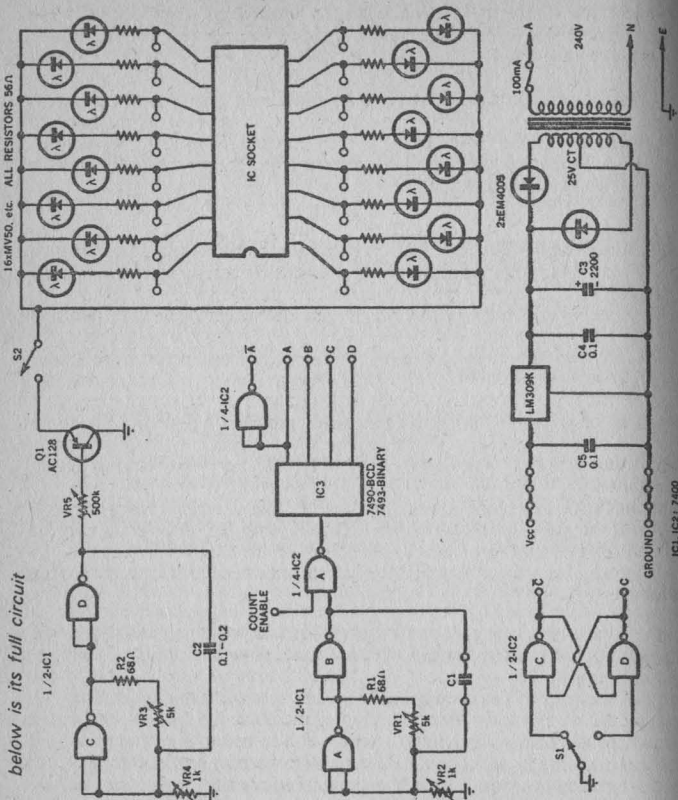 below is its full circuit
16xMV50, etc. ALL RESISTORS 56Ω
IC SOCKET
S2
Q1
AC128
VR5
500k
1/2-IC1
D
C
R2
68Ω
VR3
5k
VR4
1k
C2
0.1–0.2
1/4-IC2
A̅
A
B
C
D
IC3
7490-BCD
7493-BINARY
COUNT
ENABLE
1/4-IC2
A
1/2-IC1
B
A
R1
68Ω
VR1
5k
VR2
1k
C1
100mA
A
240V
N
E
25V CT
2xEM4005
C3
2200
+
-
C4
0.1
LM309K
C5
0.1
Vcc
GROUND
1/2-IC2
C
D
C̅
C
S1
IC1, IC2: 7400